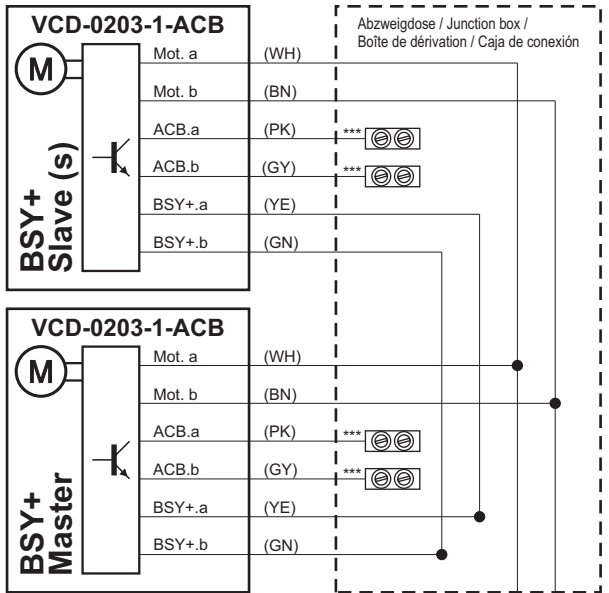 VCD-0203-1-ACB
Abzweigdose / Junction box /
Boîte de dérivation / Caja de conexión
M
Mot. a (WH)
Mot. b (BN)
ACB.a (PK) ***
ACB.b (GY) ***
BSY+.a (YE)
BSY+.b (GN)
BSY+
Slave (s)
VCD-0203-1-ACB
M
Mot. a (WH)
Mot. b (BN)
ACB.a (PK) ***
ACB.b (GY) ***
BSY+.a (YE)
BSY+.b (GN)
BSY+
Master